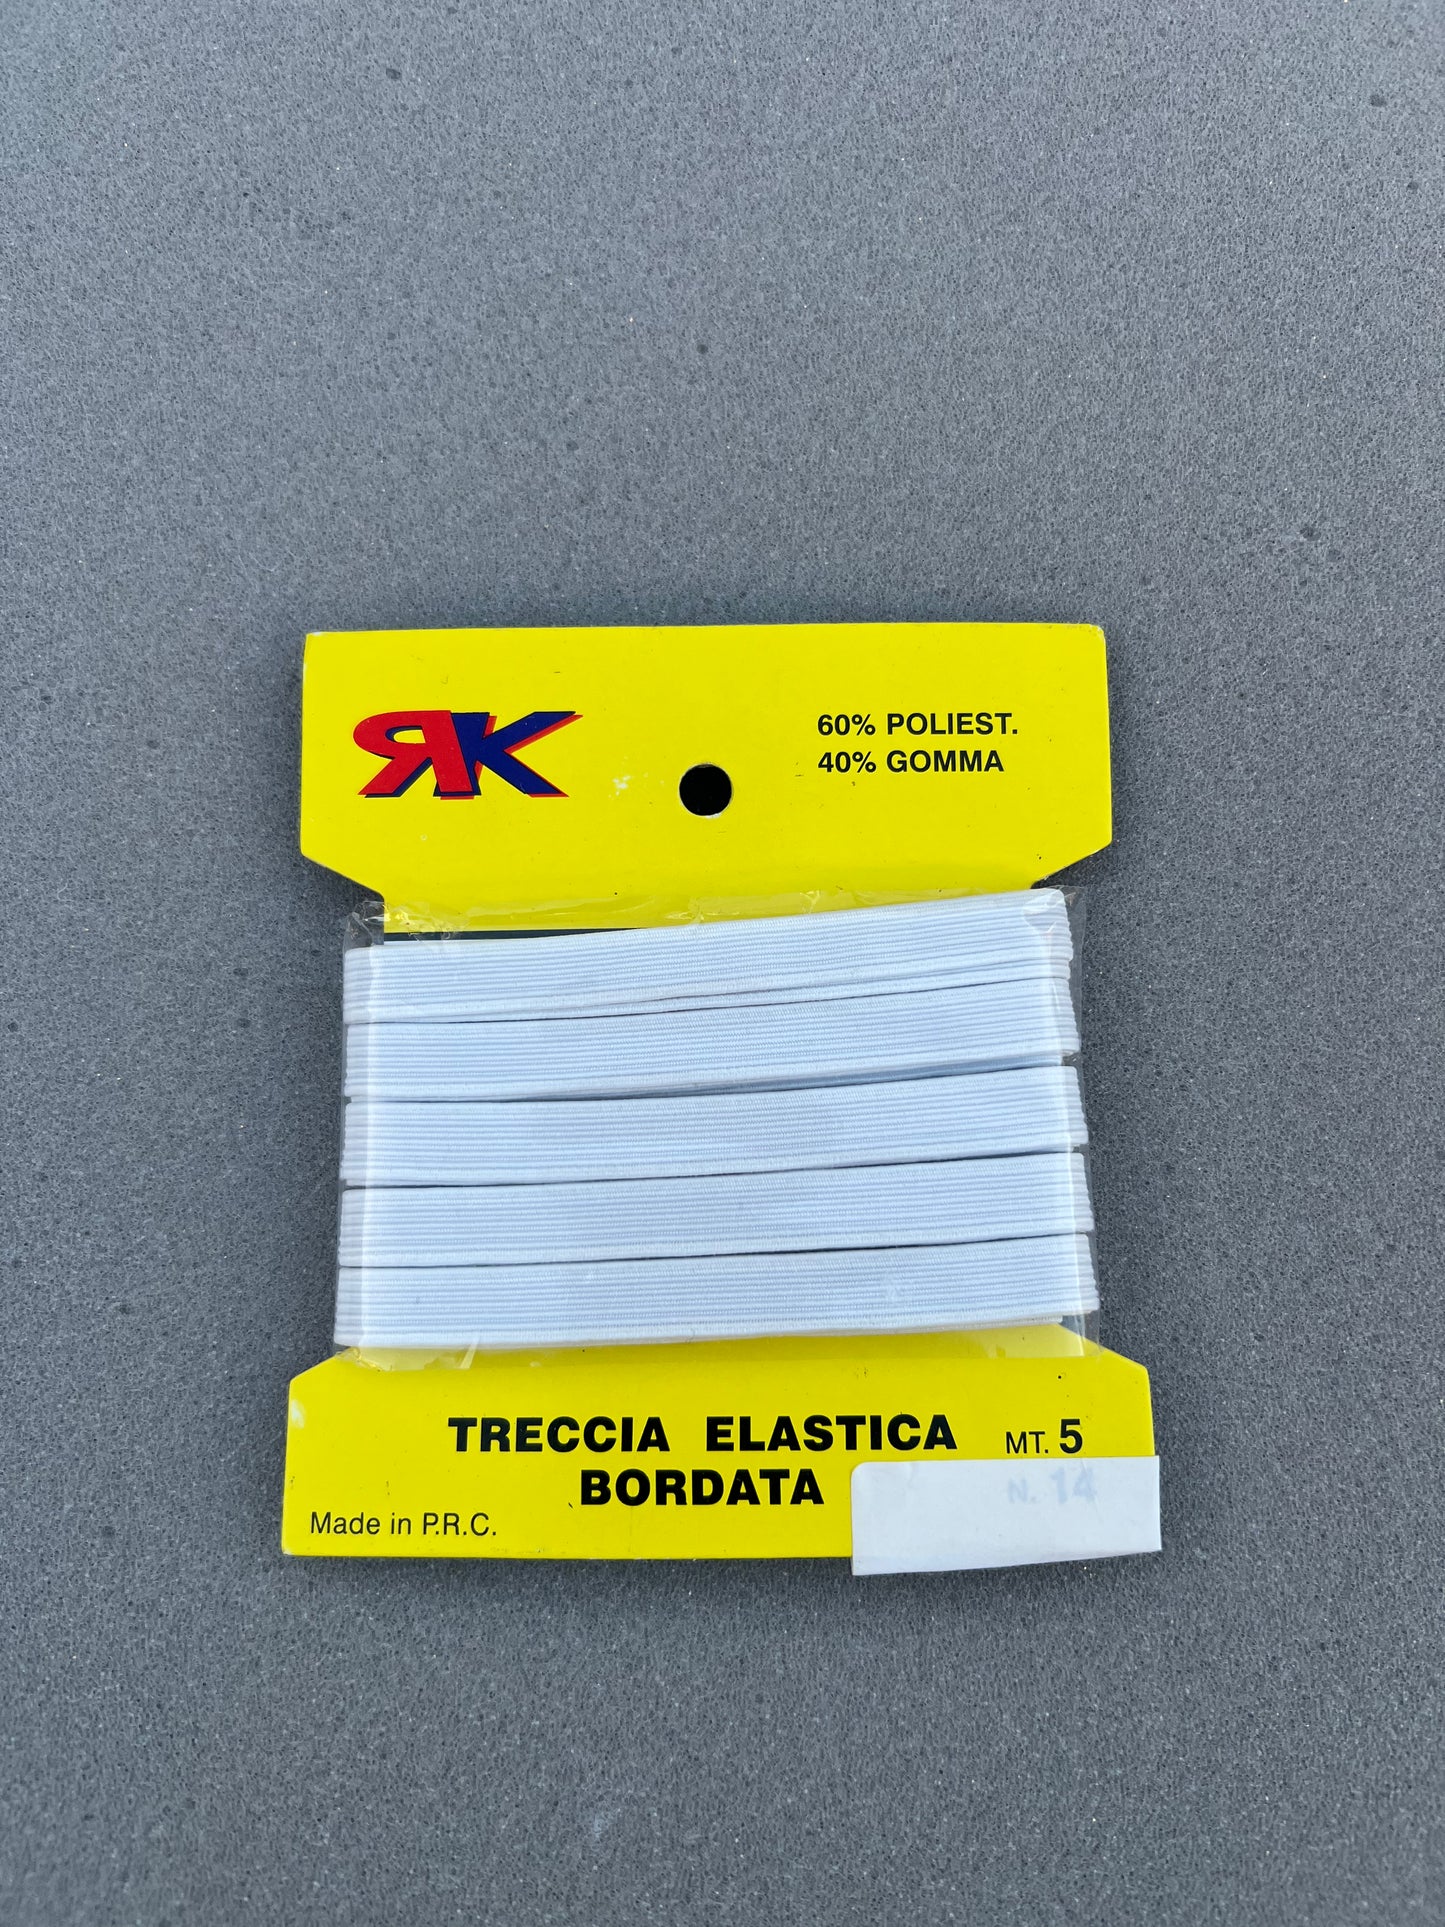 RK
60% POLIEST.
40% GOMMA
TRECCIA ELASTICA MT. 5
BORDATA N. 14
Made in P.R.C.